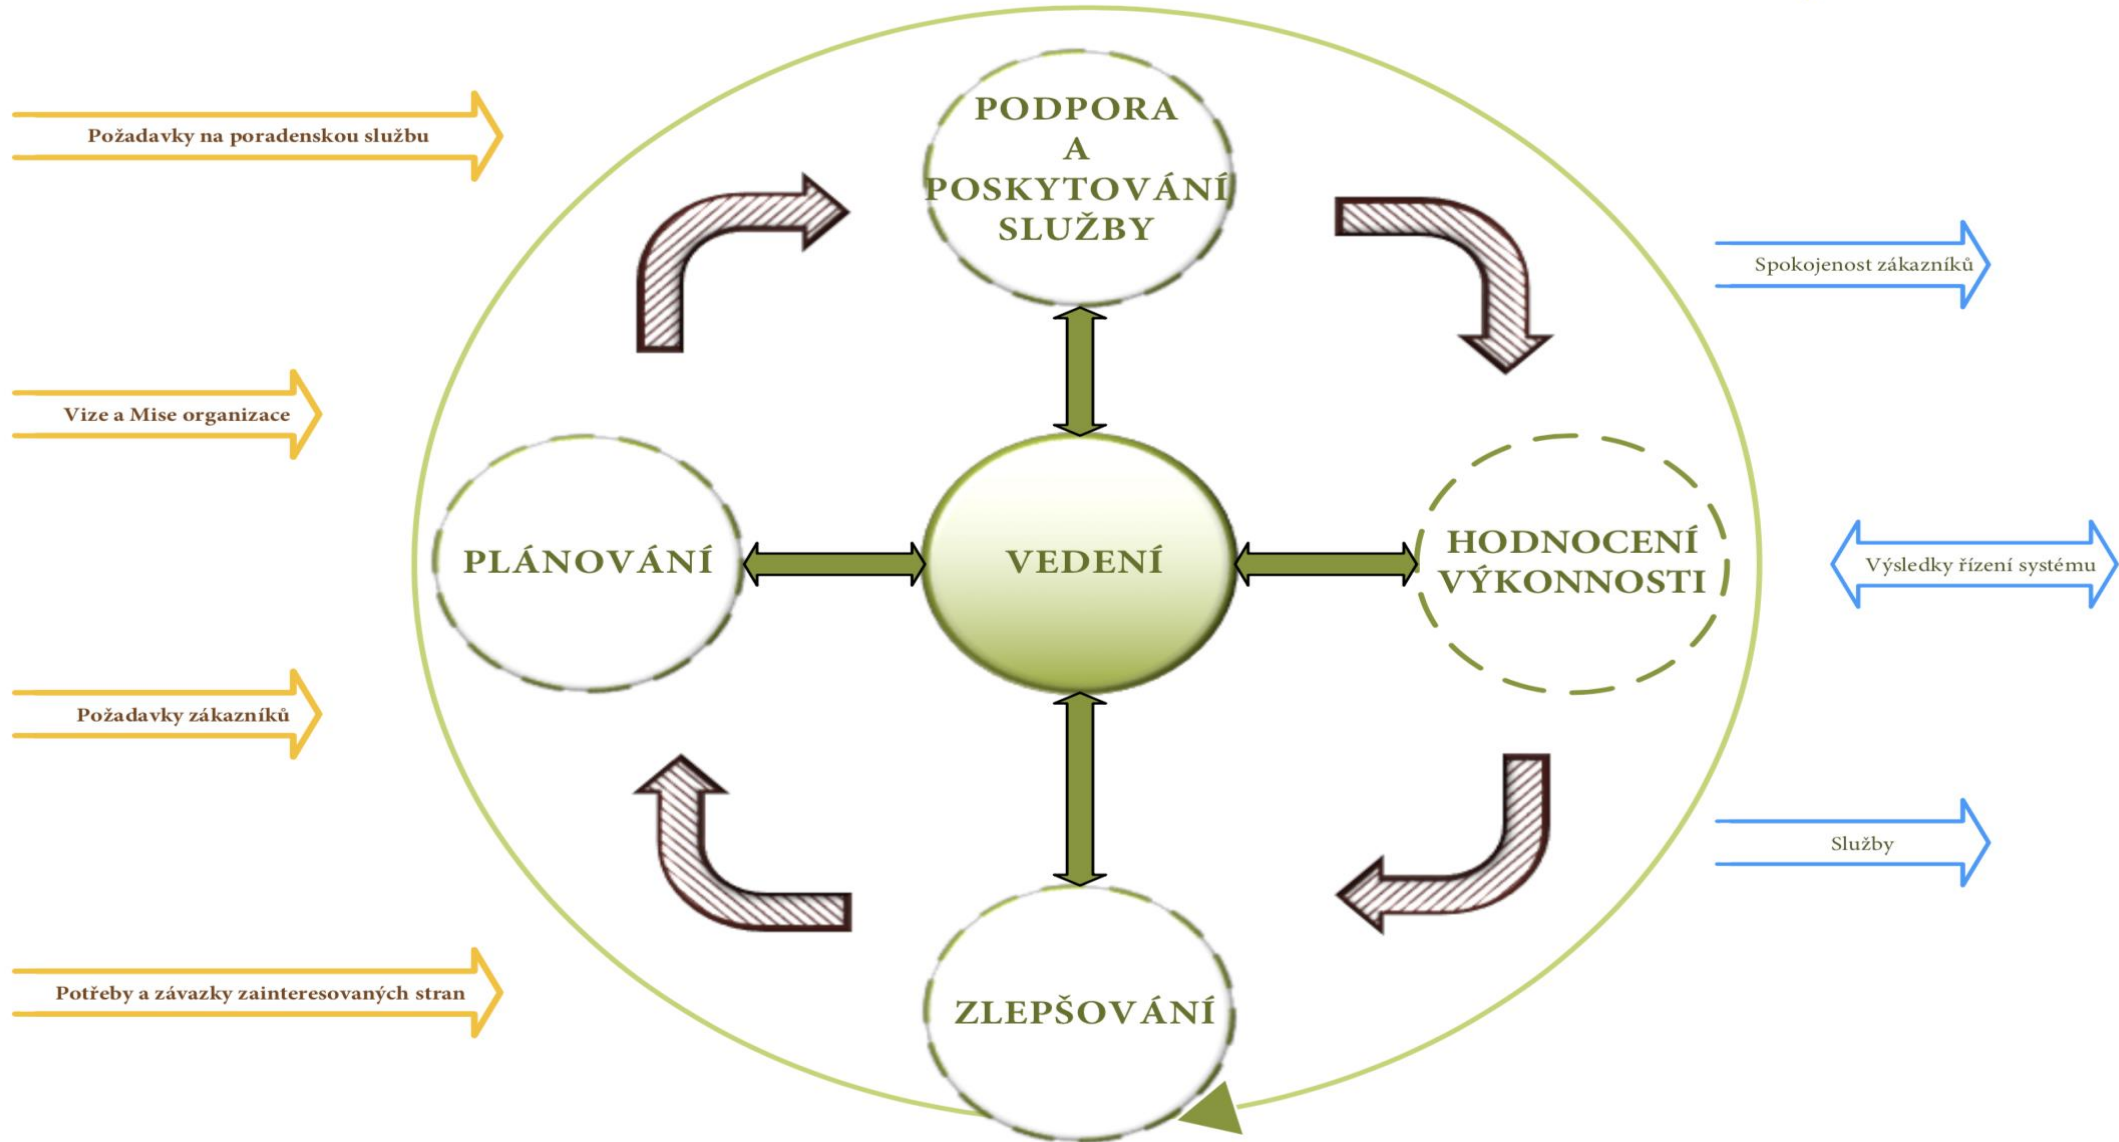 Požadavky na poradenskou službu
Vize a Mise organizace
Požadavky zákazníků
Potřeby a závazky zainteresovaných stran
PODPORA
A
POSKYTOVÁNÍ
SLUŽBY
PLÁNOVÁNÍ
VEDENÍ
HODNOCENÍ
VÝKONNOSTI
ZLEPŠOVÁNÍ
Spokojenost zákazníků
Výsledky řízení systému
Služby